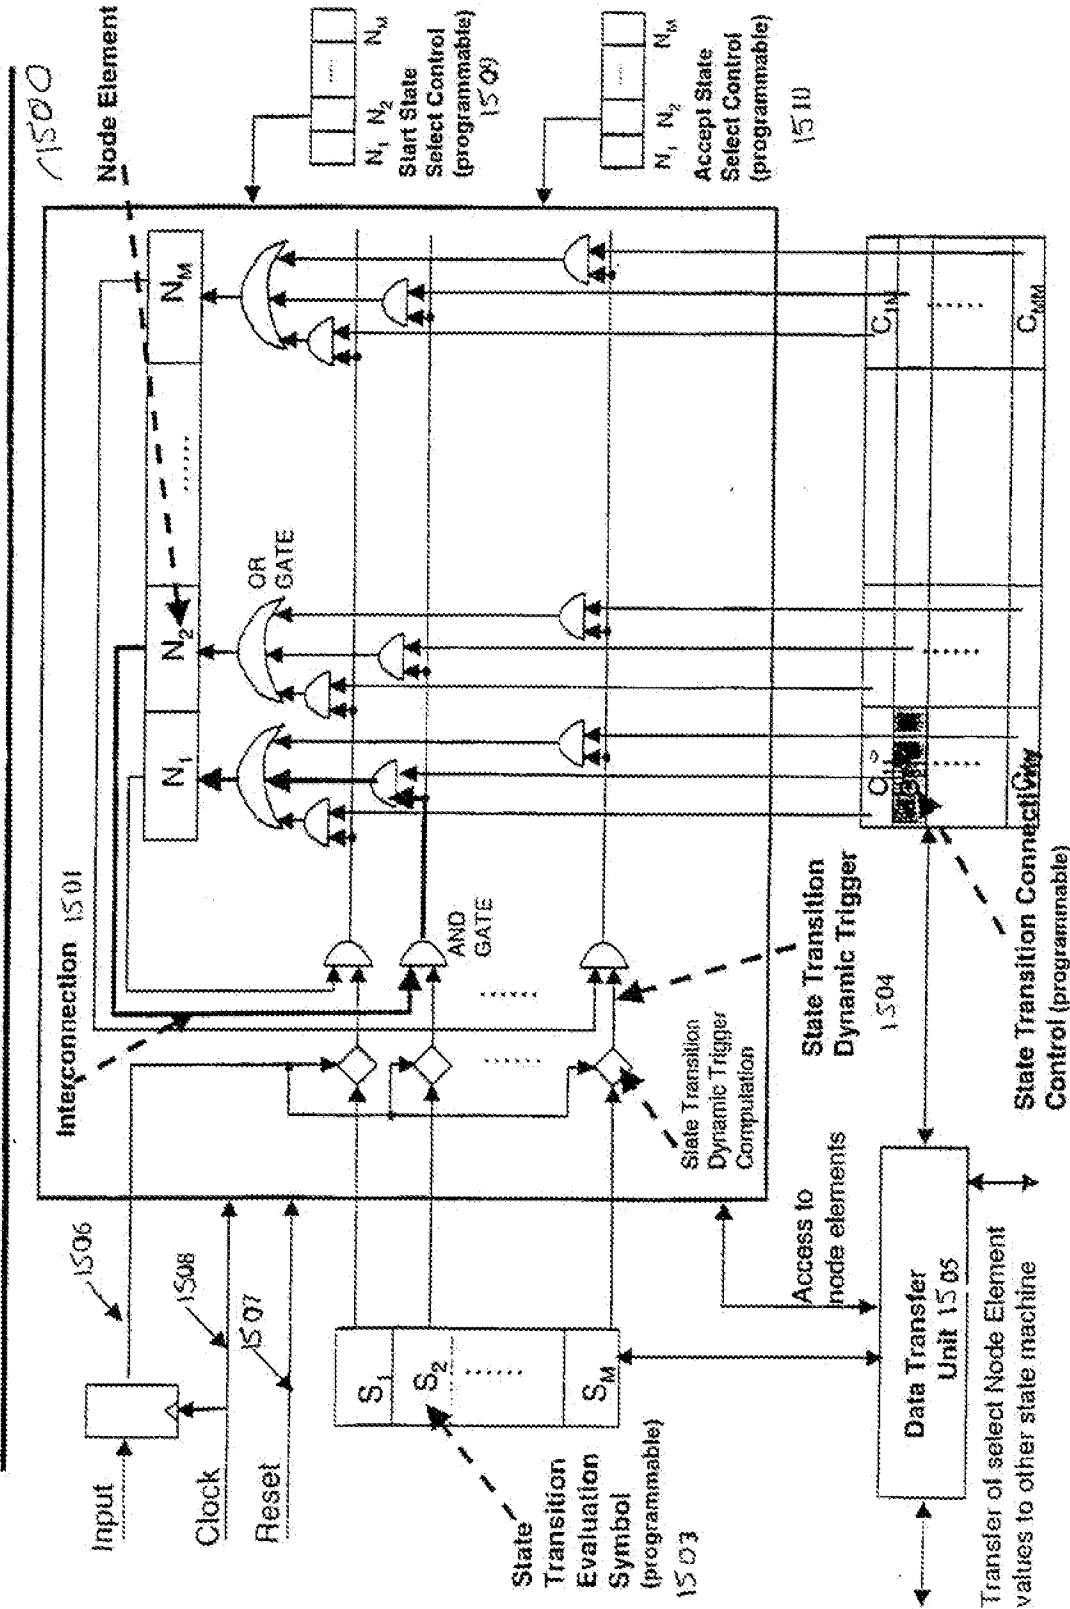 1500
Node Element
N1 N2 ...... NM
Start State
Select Control
(programmable)
1509
N1 N2 ...... NM
Accept State
Select Control
(programmable)
1510
Interconnection 1501
N1
N2
......
NM
OR
GATE
AND
GATE
......
......
State Transition
Dynamic Trigger
Computation
State Transition
Dynamic Trigger
1504
1506
1508
1507
Input
Clock
Reset
S1
S2
......
SM
State
Transition
Evaluation
Symbol
(programmable)
1503
Access to
node elements
Data Transfer
Unit 1505
Transfer of select Node Element
values to other state machine
C1M
......
CMM
......
......
State Transition Connectivity
Control (programmable)